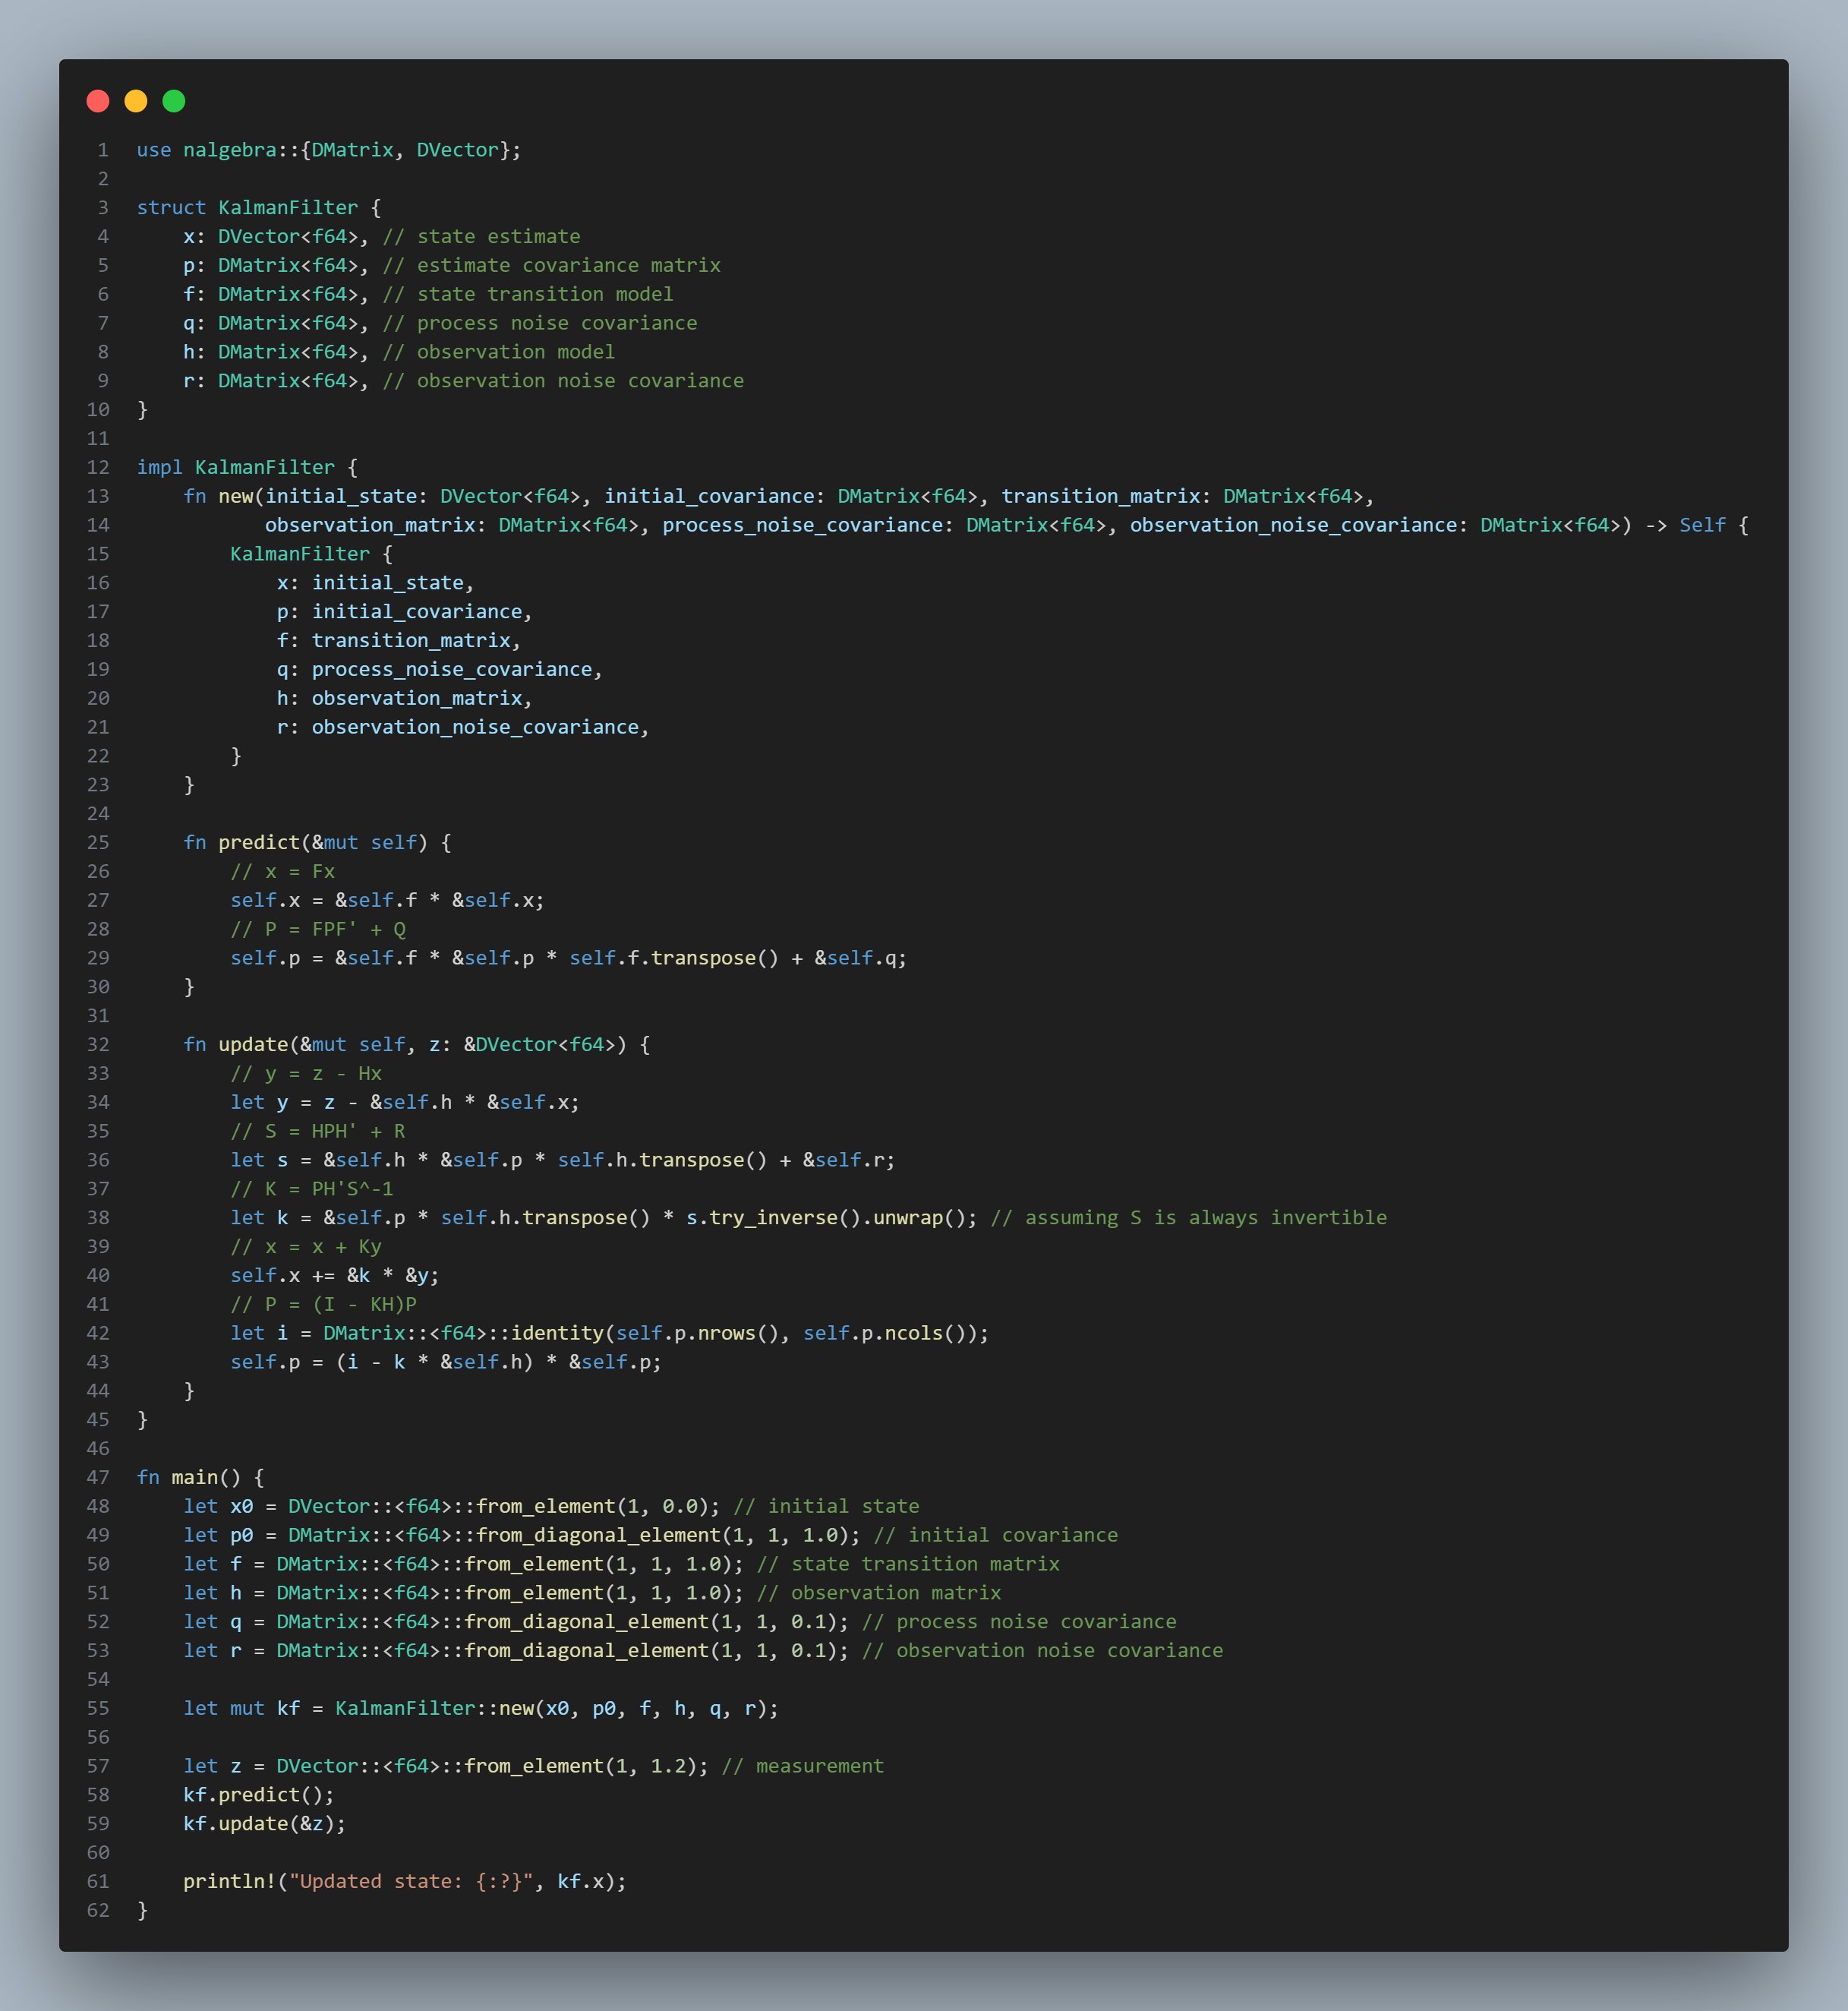 1 use nalgebra::{DMatrix, DVector};
2
3 struct KalmanFilter {
4     x: DVector<f64>, // state estimate
5     p: DMatrix<f64>, // estimate covariance matrix
6     f: DMatrix<f64>, // state transition model
7     q: DMatrix<f64>, // process noise covariance
8     h: DMatrix<f64>, // observation model
9     r: DMatrix<f64>, // observation noise covariance
10 }
11
12 impl KalmanFilter {
13     fn new(initial_state: DVector<f64>, initial_covariance: DMatrix<f64>, transition_matrix: DMatrix<f64>,
14            observation_matrix: DMatrix<f64>, process_noise_covariance: DMatrix<f64>, observation_noise_covariance: DMatrix<f64>) -> Self {
15         KalmanFilter {
16             x: initial_state,
17             p: initial_covariance,
18             f: transition_matrix,
19             q: process_noise_covariance,
20             h: observation_matrix,
21             r: observation_noise_covariance,
22         }
23     }
24
25     fn predict(&mut self) {
26         // x = Fx
27         self.x = &self.f * &self.x;
28         // P = FPF' + Q
29         self.p = &self.f * &self.p * self.f.transpose() + &self.q;
30     }
31
32     fn update(&mut self, z: &DVector<f64>) {
33         // y = z - Hx
34         let y = z - &self.h * &self.x;
35         // S = HPH' + R
36         let s = &self.h * &self.p * self.h.transpose() + &self.r;
37         // K = PH'S^-1
38         let k = &self.p * self.h.transpose() * s.try_inverse().unwrap(); // assuming S is always invertible
39         // x = x + Ky
40         self.x += &k * &y;
41         // P = (I - KH)P
42         let i = DMatrix::<f64>::identity(self.p.nrows(), self.p.ncols());
43         self.p = (i - k * &self.h) * &self.p;
44     }
45 }
46
47 fn main() {
48     let x0 = DVector::<f64>::from_element(1, 0.0); // initial state
49     let p0 = DMatrix::<f64>::from_diagonal_element(1, 1, 1.0); // initial covariance
50     let f = DMatrix::<f64>::from_element(1, 1, 1.0); // state transition matrix
51     let h = DMatrix::<f64>::from_element(1, 1, 1.0); // observation matrix
52     let q = DMatrix::<f64>::from_diagonal_element(1, 1, 0.1); // process noise covariance
53     let r = DMatrix::<f64>::from_diagonal_element(1, 1, 0.1); // observation noise covariance
54
55     let mut kf = KalmanFilter::new(x0, p0, f, h, q, r);
56
57     let z = DVector::<f64>::from_element(1, 1.2); // measurement
58     kf.predict();
59     kf.update(&z);
60
61     println!("Updated state: {:?}", kf.x);
62 }